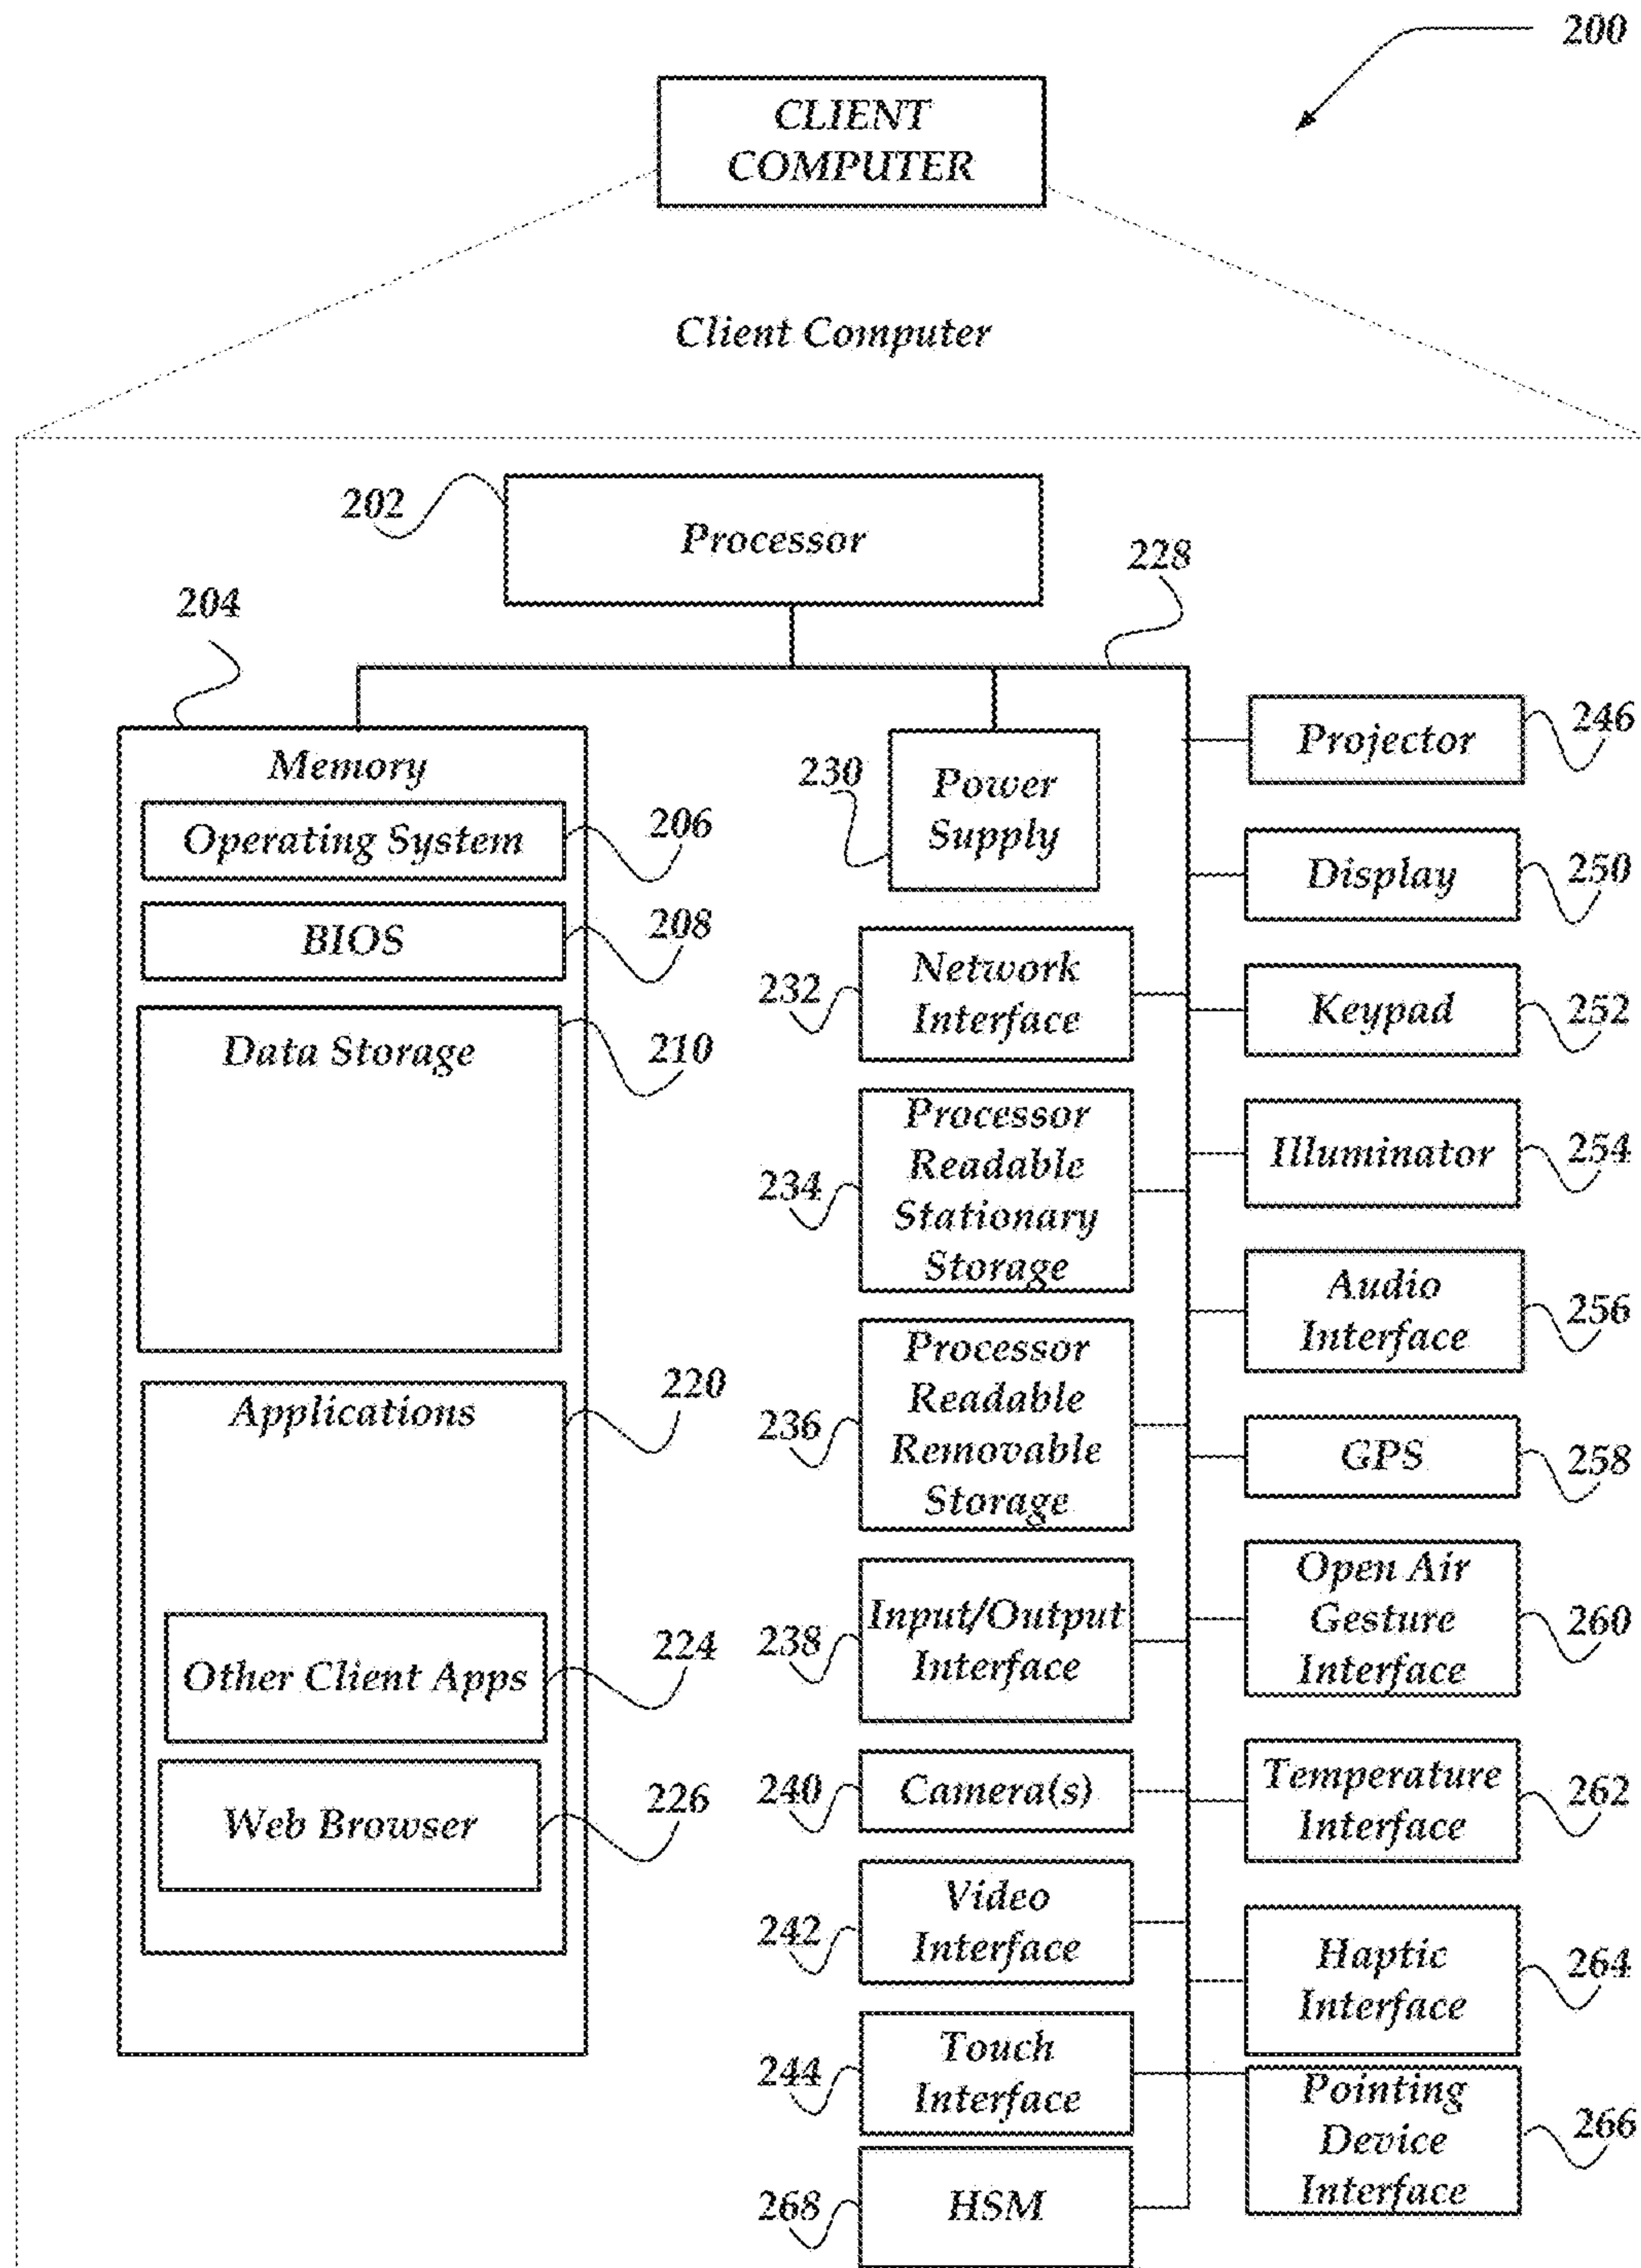 200
CLIENT
COMPUTER
Client Computer
202
Processor
228
204
Memory
Operating System
206
BIOS
208
Data Storage
210
Applications
220
Other Client Apps
224
Web Browser
226
230
Power
Supply
232
Network
Interface
234
Processor
Readable
Stationary
Storage
236
Processor
Readable
Removable
Storage
238
Input/Output
Interface
240
Camera(s)
242
Video
Interface
244
Touch
Interface
268
HSM
Projector
246
Display
250
Keypad
252
Illuminator
254
Audio
Interface
256
GPS
258
Open Air
Gesture
Interface
260
Temperature
Interface
262
Haptic
Interface
264
Pointing
Device
Interface
266